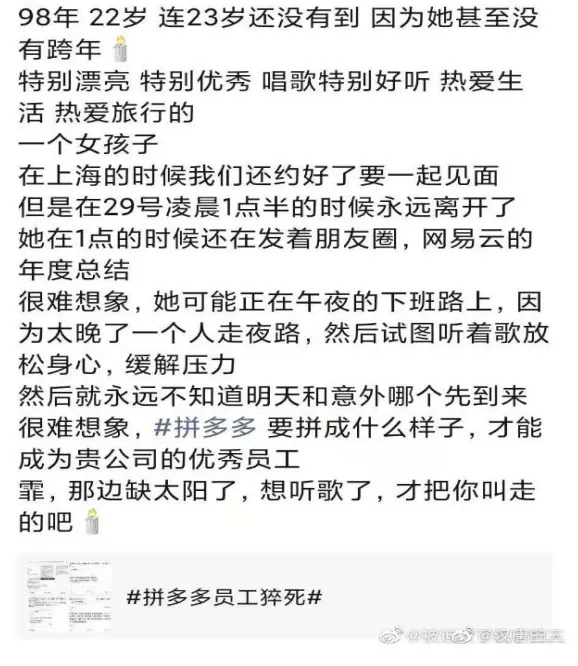 98年 22岁 连23岁还没有到 因为她甚至没
有跨年🕯️
特别漂亮 特别优秀 唱歌特别好听 热爱生
活 热爱旅行的
一个女孩子
在上海的时候我们还约好了要一起见面
但是在29号凌晨1点半的时候永远离开了
她在1点的时候还在发着朋友圈，网易云的
年度总结
很难想象，她可能正在午夜的下班路上，因
为太晚了一个人走夜路，然后试图听着歌放
松身心，缓解压力
然后就永远不知道明天和意外哪个先到来
很难想象，#拼多多 要拼成什么样子，才能
成为贵公司的优秀员工
霏，那边缺太阳了，想听歌了，才把你叫走
的吧🕯️
#拼多多员工猝死#